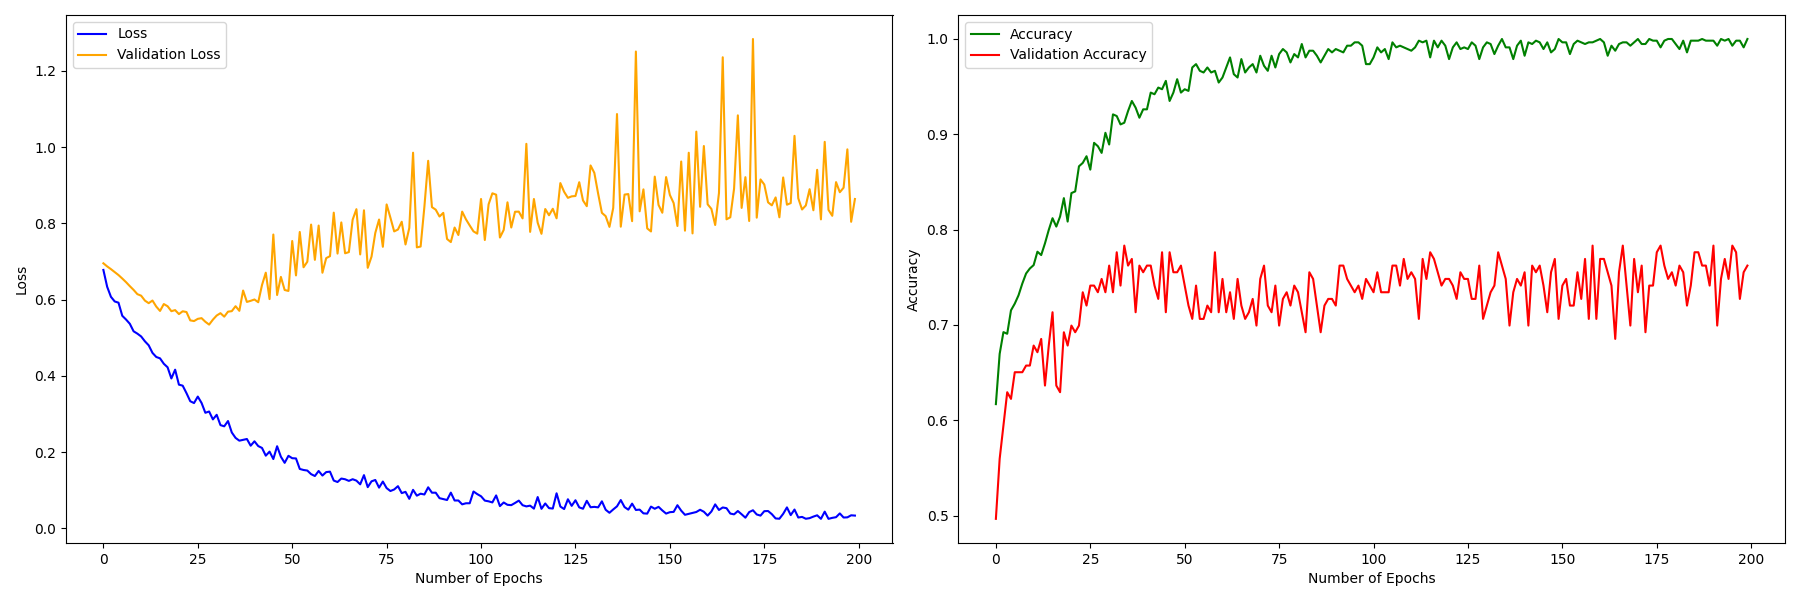 Loss
Validation Loss
1.2
1.0
0.8
0.6
0.4
0.2
0.0
Loss
0 25 50 75 100 125 150 175 200
Number of Epochs
Accuracy
Validation Accuracy
1.0
0.9
0.8
0.7
0.6
0.5
Accuracy
0 25 50 75 100 125 150 175 200
Number of Epochs